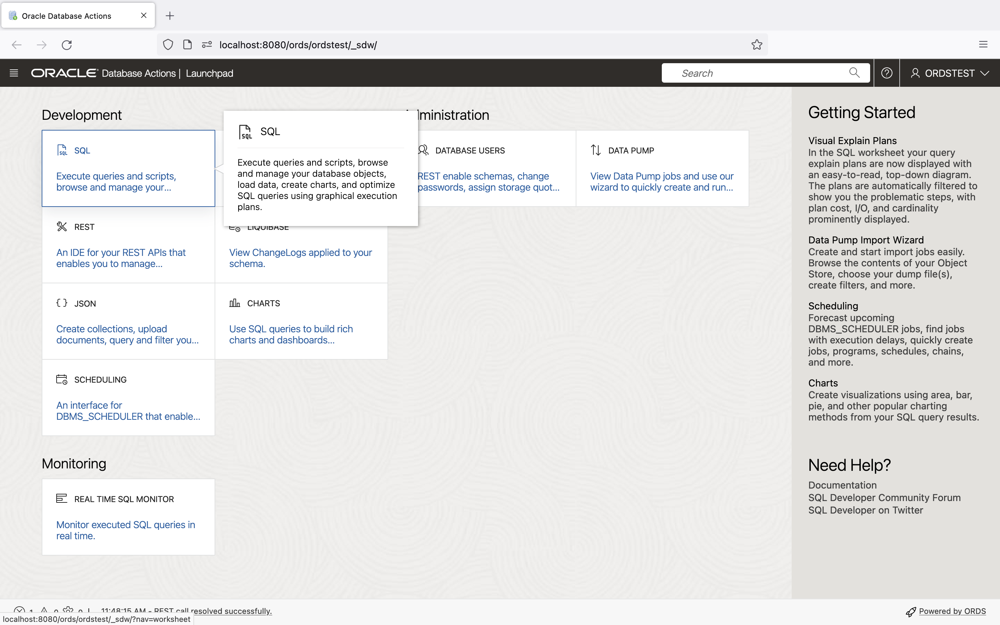 Oracle Database Actions
localhost:8080/ords/ordstest/_sdw/
ORACLE Database Actions | Launchpad
Search
ORDSTEST
Development
SQL
Execute queries and scripts,
browse and manage your...
SQL
Execute queries and scripts, browse
and manage your database objects,
load data, create charts, and optimize
SQL queries using graphical execution
plans.
REST
An IDE for your REST APIs that
enables you to manage...
LIQUIBASE
View ChangeLogs applied to your
schema.
JSON
Create collections, upload
documents, query and filter you...
CHARTS
Use SQL queries to build rich
charts and dashboards...
SCHEDULING
An interface for
DBMS_SCHEDULER that enable...
ministration
DATABASE USERS
REST enable schemas, change
passwords, assign storage quot...
DATA PUMP
View Data Pump jobs and use our
wizard to quickly create and run...
Monitoring
REAL TIME SQL MONITOR
Monitor executed SQL queries in
real time.
Getting Started
Visual Explain Plans
In the SQL worksheet your query
explain plans are now displayed with
an easy-to-read, top-down diagram.
The plans are automatically filtered to
show you the problematic steps, with
plan cost, I/O, and cardinality
prominently displayed.
Data Pump Import Wizard
Create and start import jobs easily.
Browse the contents of your Object
Store, choose your dump file(s),
create filters, and more.
Scheduling
Forecast upcoming
DBMS_SCHEDULER jobs, find jobs
with execution delays, quickly create
jobs, programs, schedules, chains,
and more.
Charts
Create visualizations using area, bar,
pie, and other popular charting
methods from your SQL query results.
Need Help?
Documentation
SQL Developer Community Forum
SQL Developer on Twitter
1 0 0 | 11:48:15 AM - REST call resolved successfully.
localhost:8080/ords/ordstest/_sdw/?nav=worksheet
Powered by ORDS